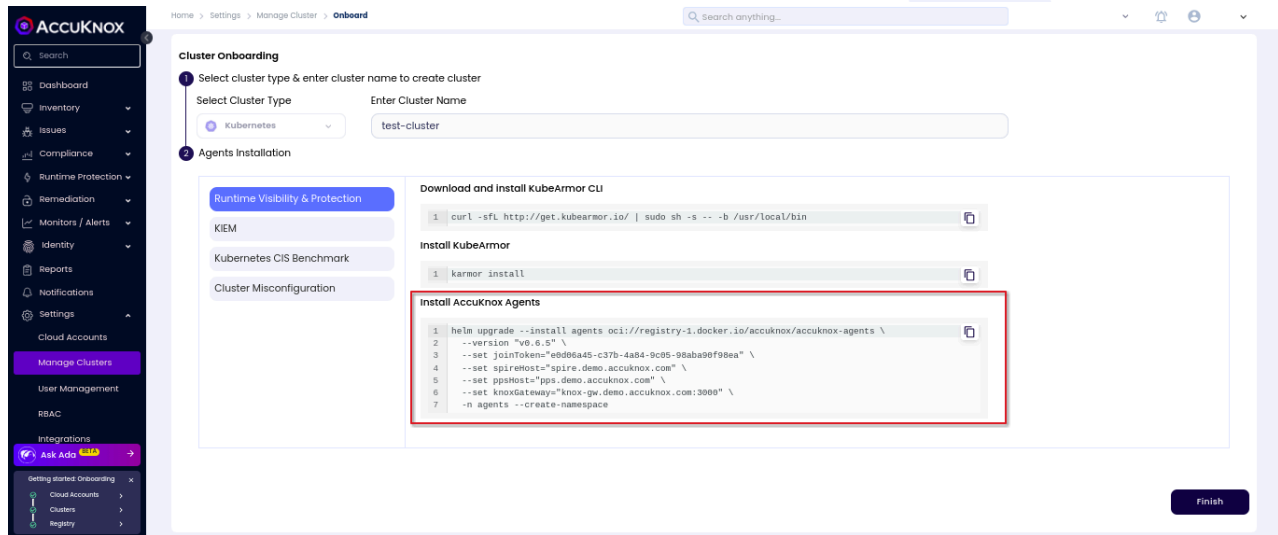 ACCUKNOX
Home > Settings > Manage Cluster > Onboard
Search anything...
Search
Dashboard
Inventory
Issues
Compliance
Runtime Protection
Remediation
Monitors / Alerts
Identity
Reports
Notifications
Settings
Cloud Accounts
Manage Clusters
User Management
RBAC
Integrations
Ask Ada BETA
Getting started: Onboarding x
Cloud Accounts
Clusters
Registry
Cluster Onboarding
1 Select cluster type & enter cluster name to create cluster
Select Cluster Type
Enter Cluster Name
Kubernetes
test-cluster
2 Agents Installation
Runtime Visibility & Protection
KIEM
Kubernetes CIS Benchmark
Cluster Misconfiguration
Download and install KubeArmor CLI
1 curl -sfL http://get.kubearmor.io/ | sudo sh -s -- -b /usr/local/bin
Install KubeArmor
1 karmor install
Install AccuKnox Agents
1 helm upgrade --install agents oci://registry-1.docker.io/accuknox/accuknox-agents \
2 --version "v0.6.5" \
3 --set joinToken="e0d06a45-c37b-4a84-9c05-98aba90f98ea" \
4 --set spireHost="spire.demo.accuknox.com" \
5 --set ppsHost="pps.demo.accuknox.com" \
6 --set knoxGateway="knox-gw.demo.accuknox.com:3000" \
7 -n agents --create-namespace
Finish